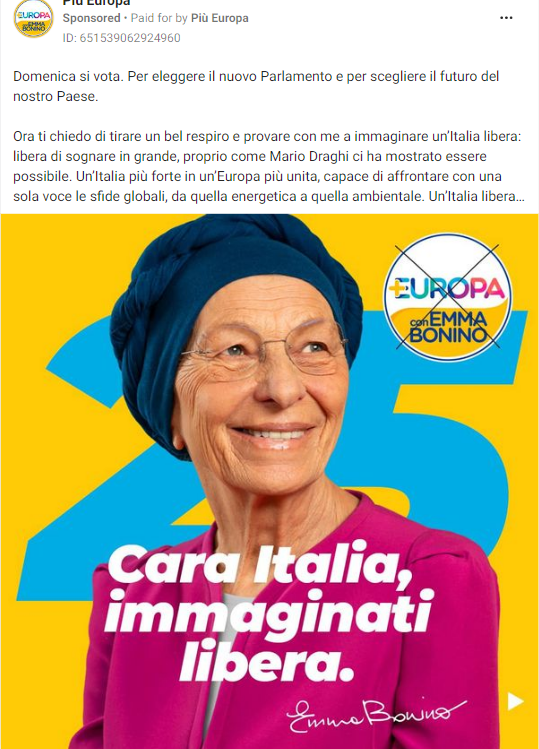 Più Europa
Sponsored • Paid for by Più Europa
ID: 651539062924960
Domenica si vota. Per eleggere il nuovo Parlamento e per scegliere il futuro del
nostro Paese.
Ora ti chiedo di tirare un bel respiro e provare con me a immaginare un'Italia libera:
libera di sognare in grande, proprio come Mario Draghi ci ha mostrato essere
possibile. Un'Italia più forte in un'Europa più unita, capace di affrontare con una
sola voce le sfide globali, da quella energetica a quella ambientale. Un'Italia libera...
+EUROPA
con EMMA
BONINO
25
Cara Italia,
immaginati
libera.
Emma Bonino